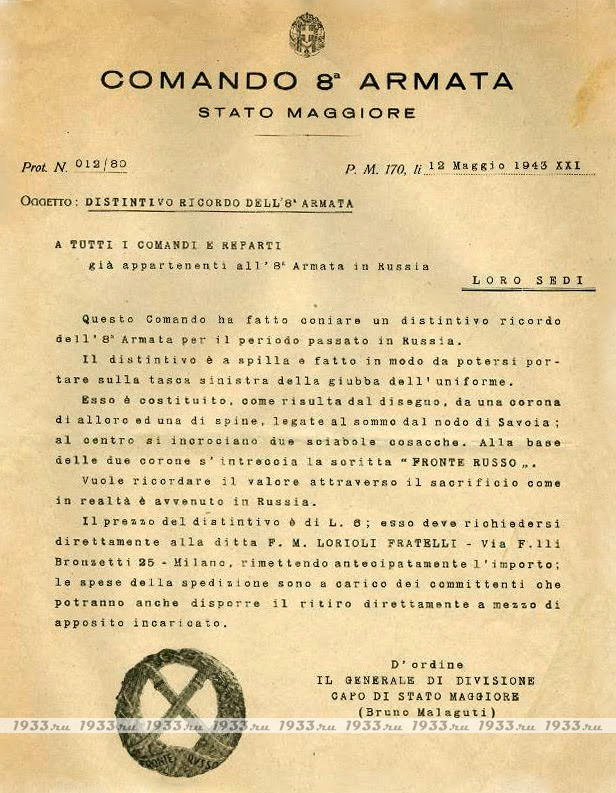 COMANDO 8ª ARMATA
STATO MAGGIORE
Prot. N. 012/80 P. M. 170, li 12 Maggio 1943 XXI
OGGETTO: DISTINTIVO RICORDO DELL'8ª ARMATA
A TUTTI I COMANDI E REPARTI
già appartenenti all'8ª Armata in Russia
LORO SEDI
Questo Comando ha fatto coniare un distintivo ricordo
dell'8ª Armata per il periodo passato in Russia.
Il distintivo è a spilla e fatto in modo da potersi por-
tare sulla tasca sinistra della giubba dell'uniforme.
Esso è costituito, come risulta dal disegno, da una corona
di alloro ed una di spine, legate al sommo dal nodo di Savoia;
al centro si incrociano due sciabole cosacche. Alla base
delle due corone s'intreccia la scritta "FRONTE RUSSO„.
Vuole ricordare il valore attraverso il sacrificio come
in realtà è avvenuto in Russia.
Il prezzo del distintivo è di L. 6; esso deve richiedersi
direttamente alla ditta F. M. LORIOLI FRATELLI - Via F.lli
Bronzetti 25 - Milano, rimettendo antecipatamente l'importo;
le spese della spedizione sono a carico dei committenti che
potranno anche disporre il ritiro direttamente a mezzo di
apposito incaricato.
D'ordine
IL GENERALE DI DIVISIONE
CAPO DI STATO MAGGIORE
(Bruno Malaguti)
1933.ru 1933.ru 1933.ru 1933.ru 1933.ru 1933.ru 1933.ru 1933.ru 1933.ru
FRONTE RVSSO